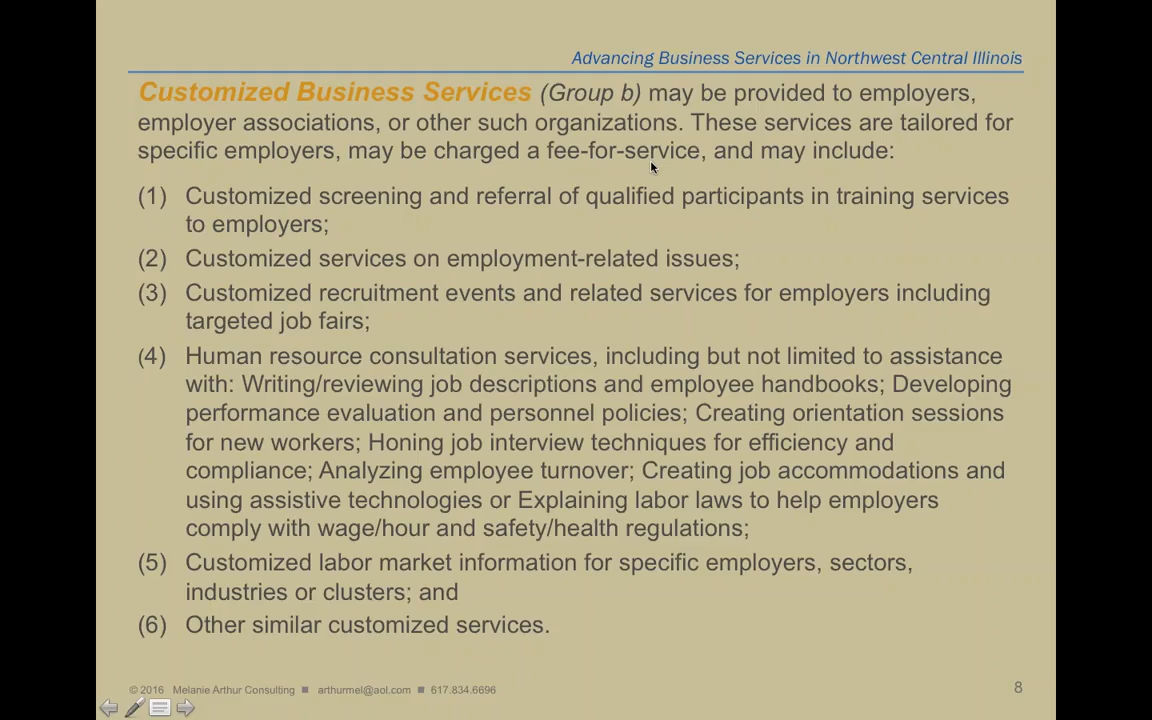 Advancing Business Services in Northwest Central Illinois
Customized Business Services (Group b) may be provided to employers,
employer associations, or other such organizations. These services are tailored for
specific employers, may be charged a fee-for-service, and may include:
(1) Customized screening and referral of qualified participants in training services
to employers;
(2) Customized services on employment-related issues;
(3) Customized recruitment events and related services for employers including
targeted job fairs;
(4) Human resource consultation services, including but not limited to assistance
with: Writing/reviewing job descriptions and employee handbooks; Developing
performance evaluation and personnel policies; Creating orientation sessions
for new workers; Honing job interview techniques for efficiency and
compliance; Analyzing employee turnover; Creating job accommodations and
using assistive technologies or Explaining labor laws to help employers
comply with wage/hour and safety/health regulations;
(5) Customized labor market information for specific employers, sectors,
industries or clusters; and
(6) Other similar customized services.
© 2016 Melanie Arthur Consulting ■ arthurmel@aol.com ■ 617.834.6696
8